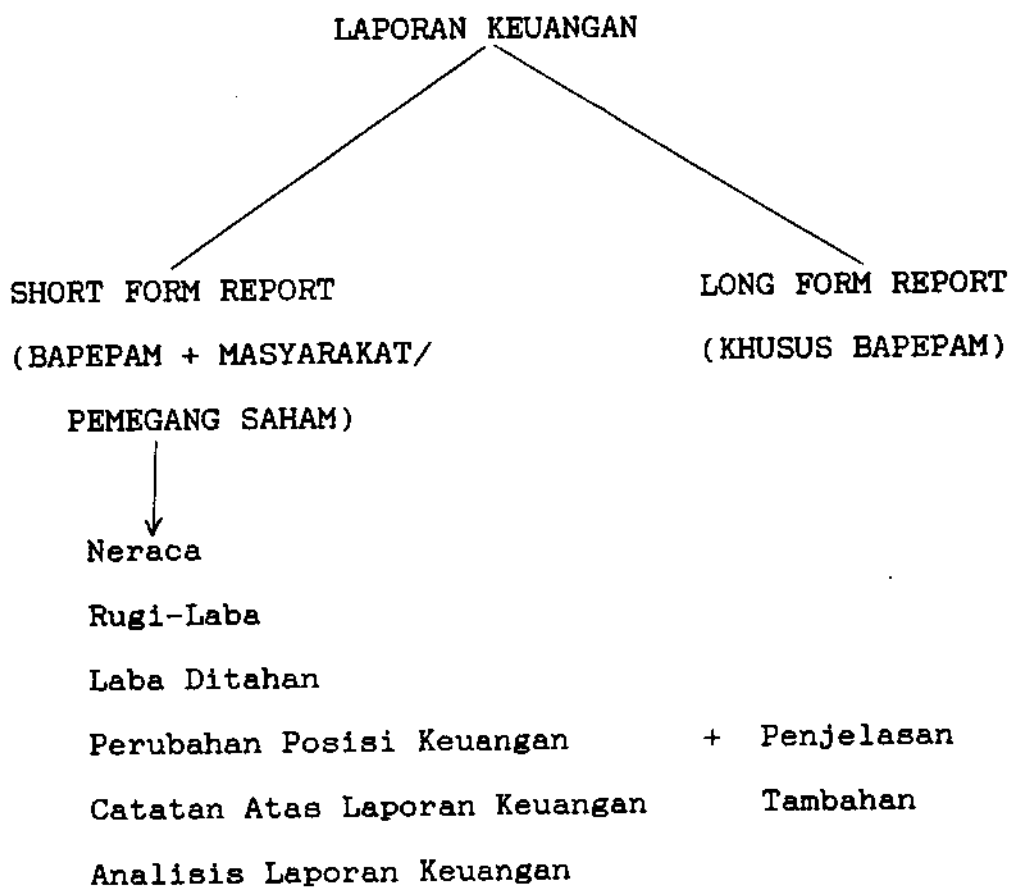 LAPORAN KEUANGAN
SHORT FORM REPORT
(BAPEPAM + MASYARAKAT/
PEMEGANG SAHAM)
LONG FORM REPORT
(KHUSUS BAPEPAM)
Neraca
Rugi-Laba
Laba Ditahan
Perubahan Posisi Keuangan + Penjelasan
Catatan Atas Laporan Keuangan Tambahan
Analisis Laporan Keuangan